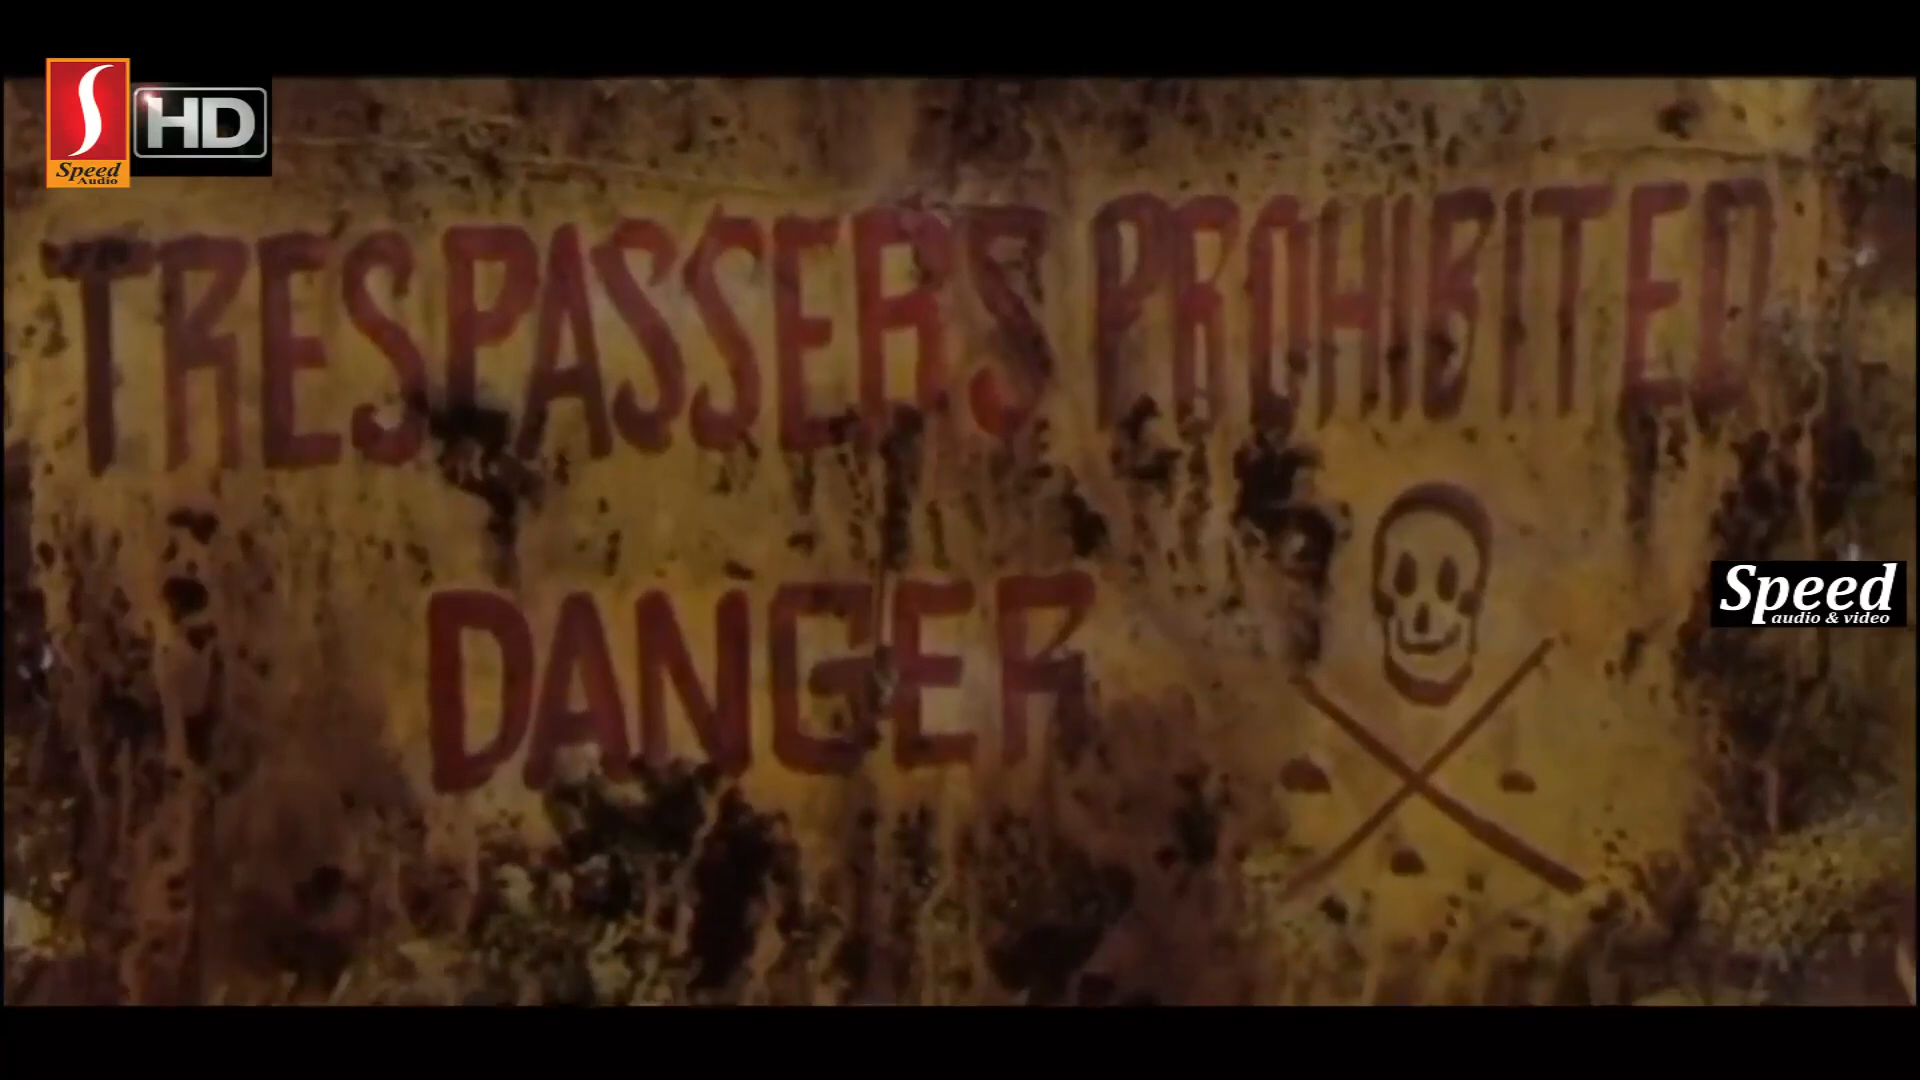 S
Speed
Audio
HD
TRESPASSERS PROHIBITED
DANGER
Speed
audio & video